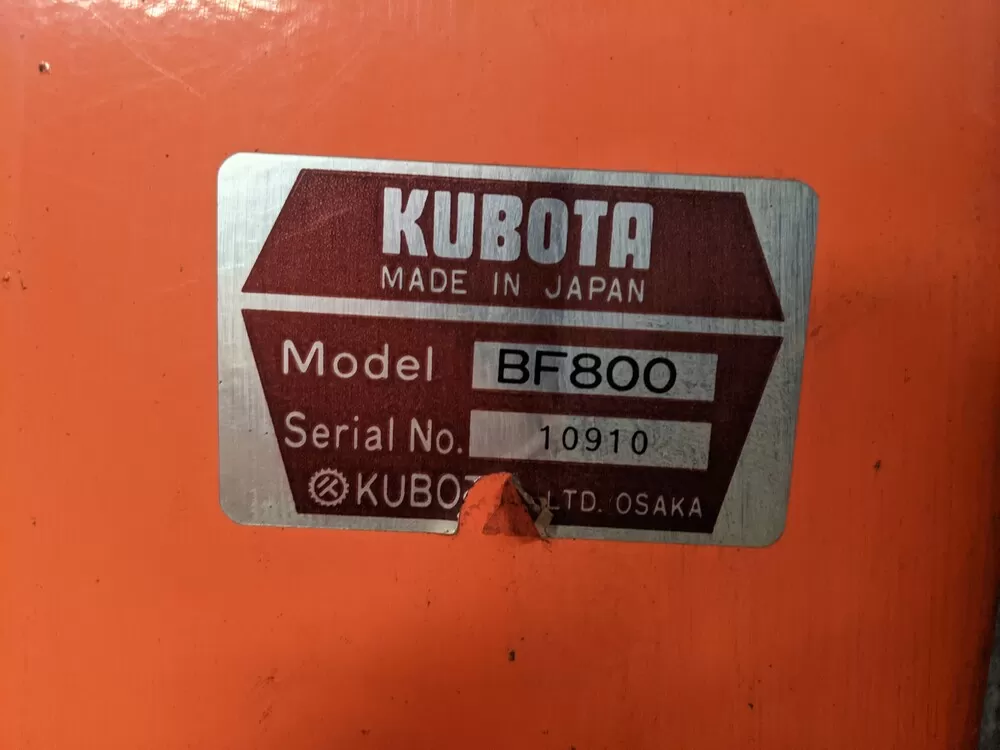 KUBOTA
MADE IN JAPAN
Model BF800
Serial No. 10910
LTD. OSAKA